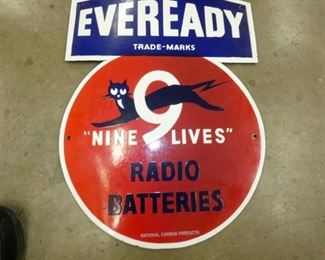 EVEREADY
TRADE-MARKS
9
"NINE LIVES"
RADIO
BATTERIES
NATIONAL CARBON PRODUCTS